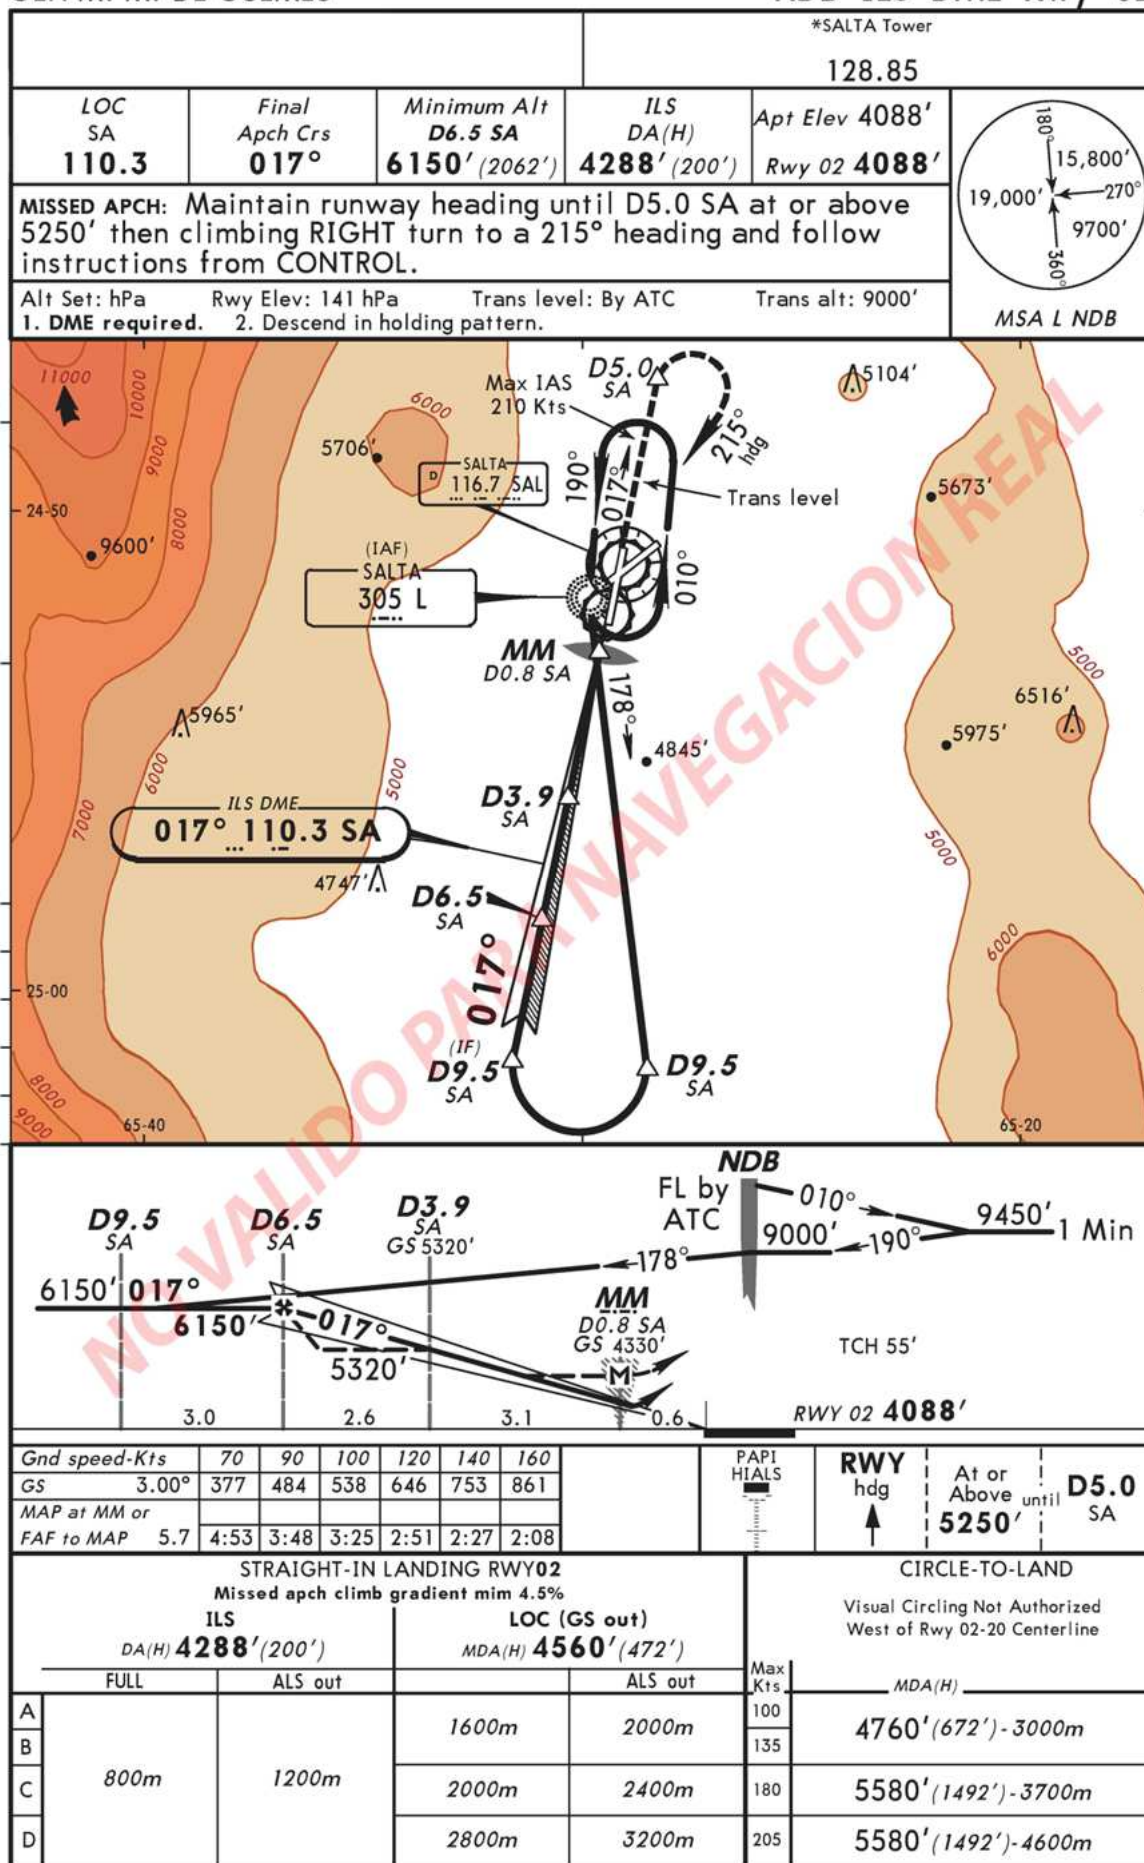 *SALTA Tower
128.85
LOC
SA
110.3
Final
Apch Crs
017°
Minimum Alt
D6.5 SA
6150' (2062')
ILS
DA(H)
4288' (200')
Apt Elev 4088'
Rwy 02 4088'
180°
15,800'
270°
19,000'
9700'
360°
MSA L NDB
MISSED APCH: Maintain runway heading until D5.0 SA at or above
5250' then climbing RIGHT turn to a 215° heading and follow
instructions from CONTROL.
Alt Set: hPa Rwy Elev: 141 hPa Trans level: By ATC Trans alt: 9000'
1. DME required. 2. Descend in holding pattern.
11000
10000
9000
8000
6000
5706'
Max IAS
210 Kts
D5.0
SA
5104'
215°
hdg
SALTA
D 116.7 SAL
190°
017°
Trans level
5673'
24-50
9600'
(IAF)
SALTA
305 L
010°
MM
D0.8 SA
178°
5000
6516'
5965'
4845'
5975'
6000
7000
5000
D3.9
SA
ILS DME
017° 110.3 SA
4747'
5000
D6.5
SA
017°
6000
25-00
(IF)
D9.5
SA
D9.5
SA
8000
9000
65-40
65-20
NO VALIDO PARA NAVEGACION REAL
NDB
FL by
ATC
010°
9450'
1 Min
9000'
190°
178°
D9.5
SA
D6.5
SA
D3.9
SA
GS 5320'
6150' 017°
6150'
017°
5320'
MM
D0.8 SA
GS 4330'
M
TCH 55'
3.0
2.6
3.1
0.6
RWY 02 4088'
Gnd speed-Kts 70 90 100 120 140 160
GS 3.00° 377 484 538 646 753 861
MAP at MM or
FAF to MAP 5.7 4:53 3:48 3:25 2:51 2:27 2:08
PAPI
HIALS
RWY
hdg
At or
Above
5250'
until
D5.0
SA
STRAIGHT-IN LANDING RWY02
Missed apch climb gradient mim 4.5%
ILS
DA(H) 4288' (200')
LOC (GS out)
MDA(H) 4560' (472')
FULL
ALS out
ALS out
CIRCLE-TO-LAND
Visual Circling Not Authorized
West of Rwy 02-20 Centerline
Max
Kts
MDA(H)
A
B
C
D
800m
1200m
1600m
2000m
2000m
2400m
2800m
3200m
100
135
4760' (672') - 3000m
180
5580' (1492') - 3700m
205
5580' (1492') - 4600m